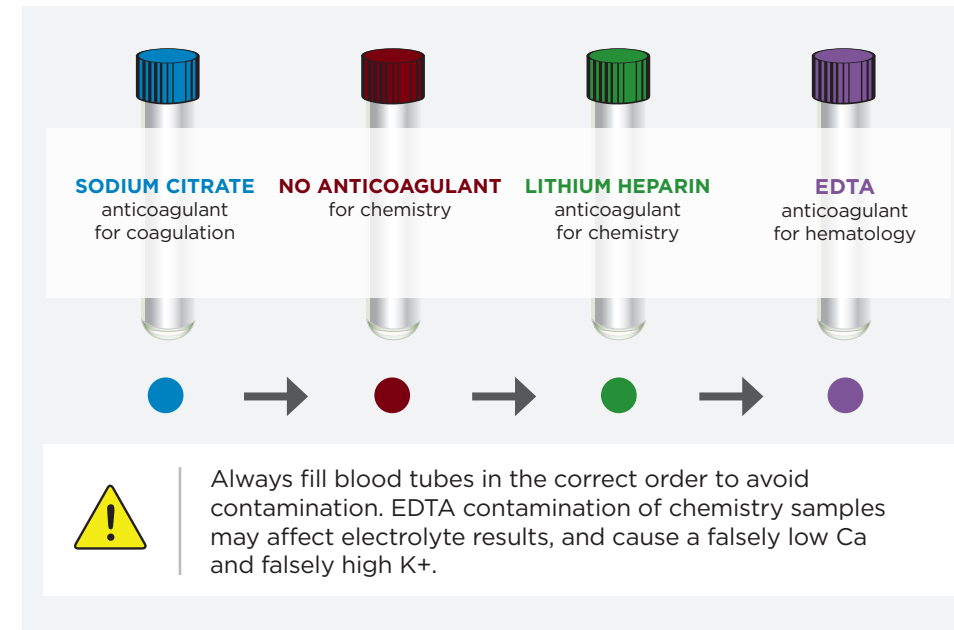 SODIUM CITRATE
anticoagulant
for coagulation
NO ANTICOAGULANT
for chemistry
LITHIUM HEPARIN
anticoagulant
for chemistry
EDTA
anticoagulant
for hematology
Always fill blood tubes in the correct order to avoid
contamination. EDTA contamination of chemistry samples
may affect electrolyte results, and cause a falsely low Ca
and falsely high K+.